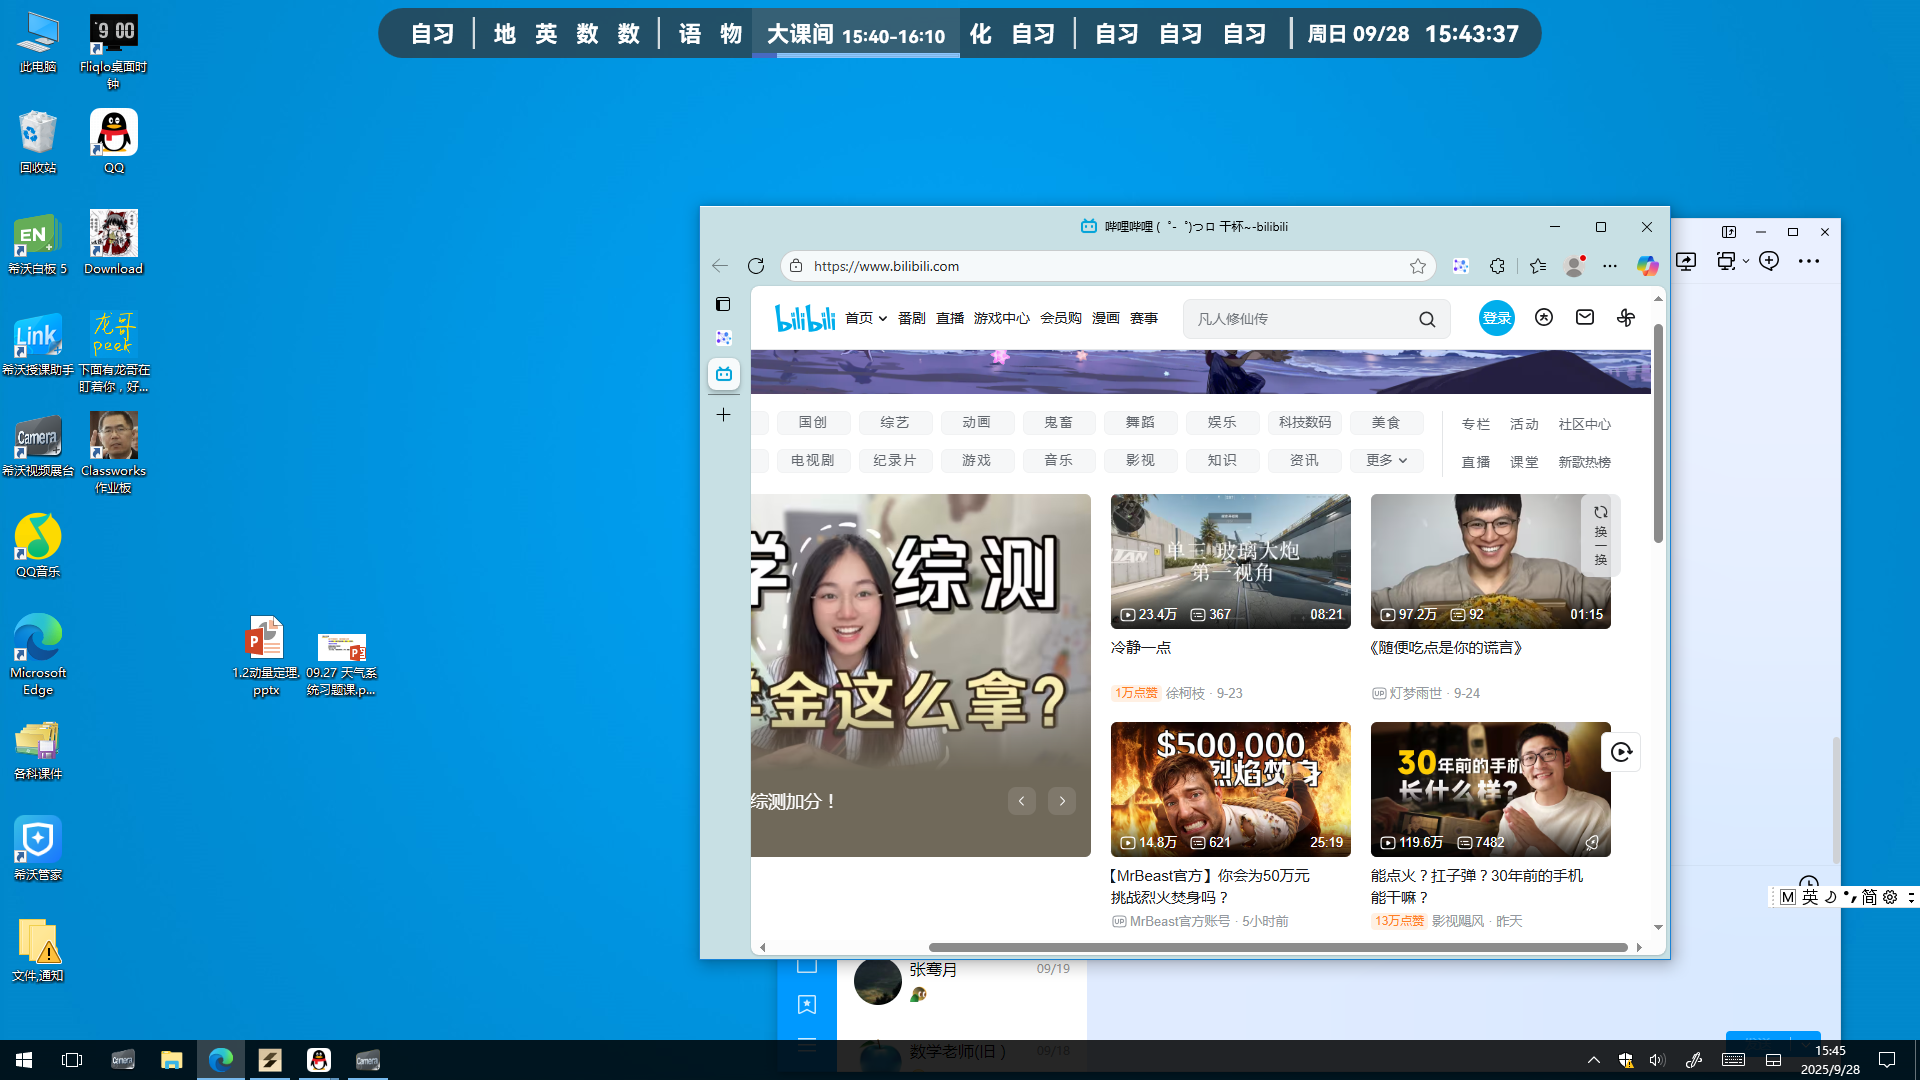 自习 地 英 数 数 语 物 大课间 15:40-16:10 化 自习 自习 自习 自习 周日 09/28 15:43:37
此电脑
Fliqlo桌面时钟
回收站
QQ
EN
希沃白板 5
Download
Link
希沃授课助手
龙哥
peek
下面有龙哥在盯着你，好...
Camera
希沃视频展台
Classworks
作业板
QQ音乐
Microsoft
Edge
各科课件
希沃管家
文件,通知
1.2动量定理.
pptx
09.27 天气系统习题课.p...
哔哩哔哩 (゜-゜)つロ 干杯~-bilibili
https://www.bilibili.com
bilibili 首页 番剧 直播 游戏中心 会员购 漫画 赛事 凡人修仙传 登录
国创 综艺 动画 鬼畜 舞蹈 娱乐 科技数码 美食 专栏 活动 社区中心
电视剧 纪录片 游戏 音乐 影视 知识 资讯 更多 直播 课堂 新歌热榜
学 综测
学金这么拿？
综测加分！
单三 玻璃大炮
第一视角
23.4万 367 08:21
冷静一点
1万点赞 徐柯枝 · 9-23
97.2万 92 01:15
换一换
《随便吃点是你的谎言》
UP 灯梦雨世 · 9-24
$500,000
烈焰焚身
14.8万 621 25:19
【MrBeast官方】你会为50万元
挑战烈火焚身吗？
UP MrBeast官方账号 · 5小时前
30年前的手机
长什么样？
119.6万 7482
能点火？扛子弹？30年前的手机
能干嘛？
13万点赞 影视飓风 · 昨天
M 英 简
张骞月 09/19
数学老师(旧) 09/18
15:45
2025/9/28